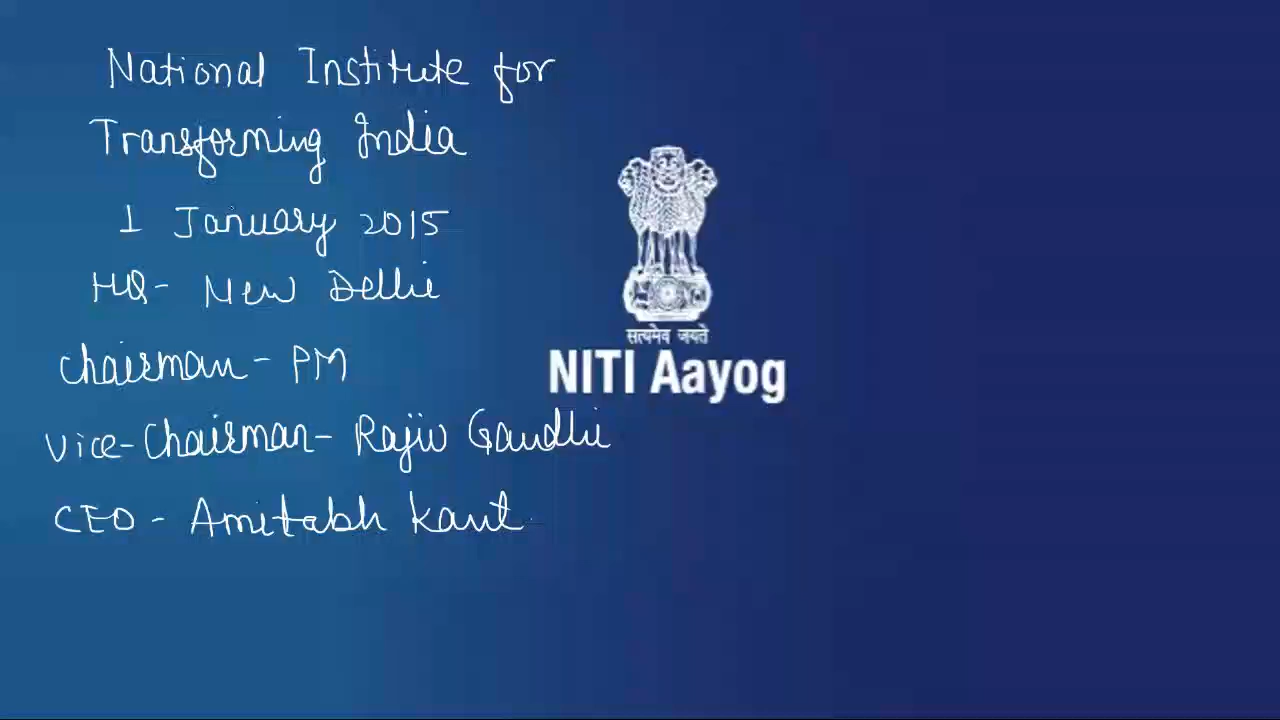 National Institute for
Transforming India
1 January 2015
HQ- New Delhi
Chairman - PM
Vice-Chairman- Rajiv Gandhi
CEO - Amitabh Kant
सत्यमेव जयते
NITI Aayog